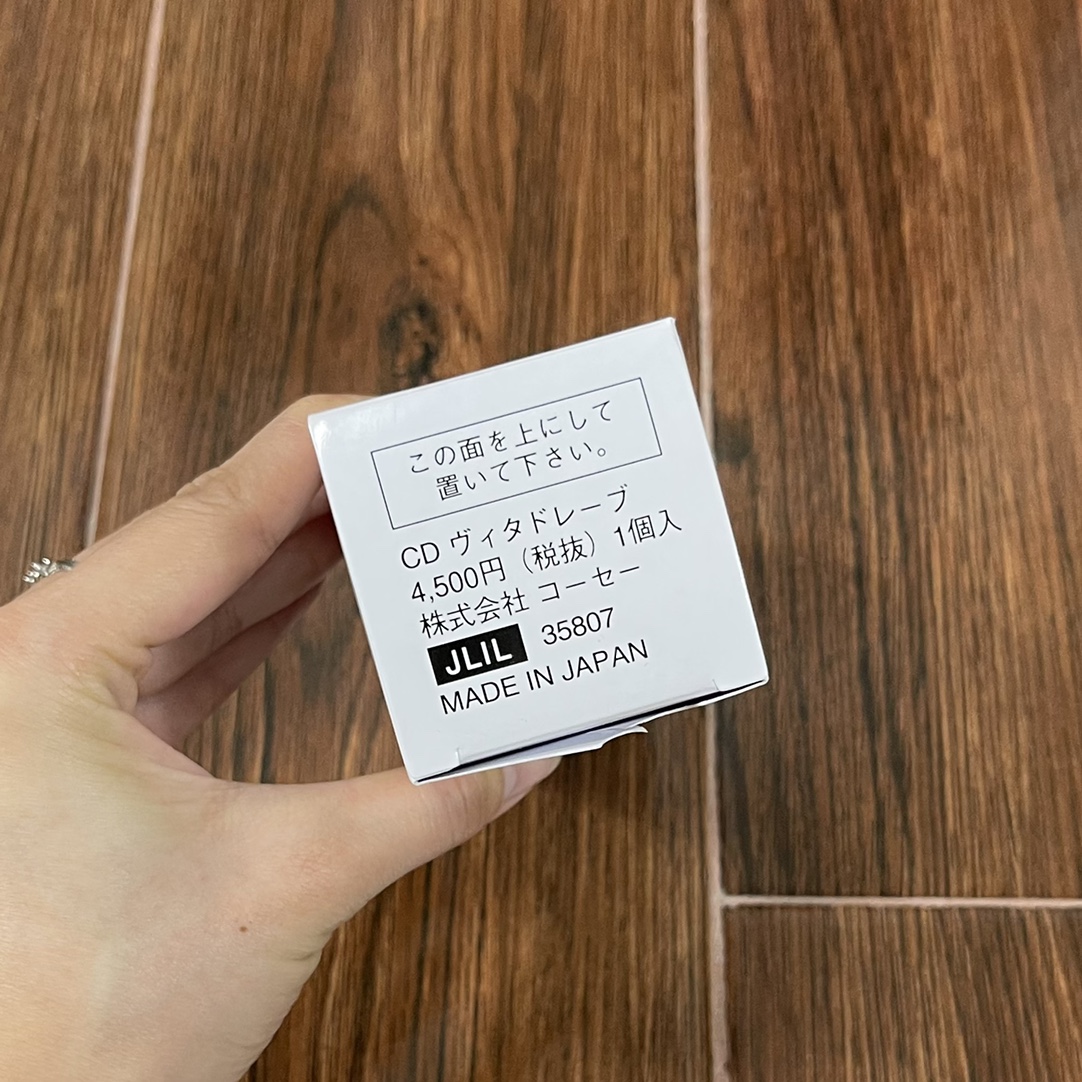 この面を上にして
置いて下さい。
CD ヴィタドレーブ
4,500円（税抜）1個入
株式会社 コーセー
JLIL 35807
MADE IN JAPAN